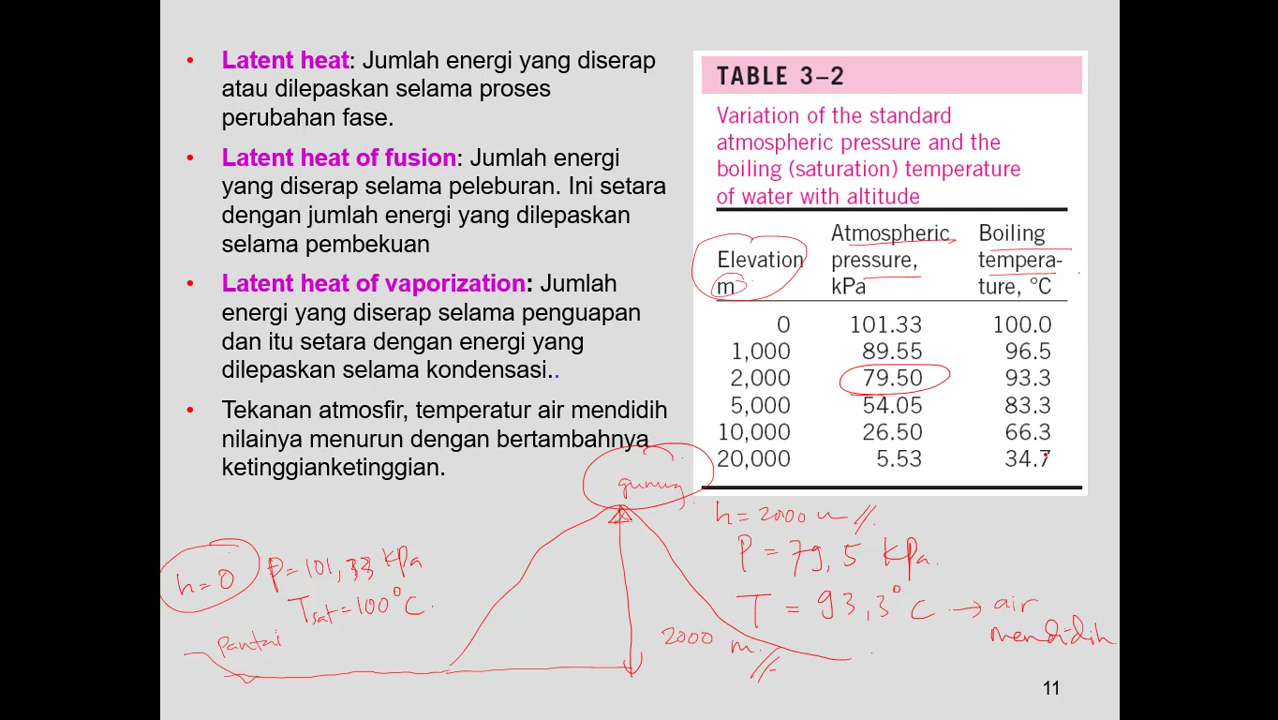 • Latent heat: Jumlah energi yang diserap
atau dilepaskan selama proses
perubahan fase.
• Latent heat of fusion: Jumlah energi
yang diserap selama peleburan. Ini setara
dengan jumlah energi yang dilepaskan
selama pembekuan
• Latent heat of vaporization: Jumlah
energi yang diserap selama penguapan
dan itu setara dengan energi yang
dilepaskan selama kondensasi..
• Tekanan atmosfir, temperatur air mendidih
nilainya menurun dengan bertambahnya
ketinggianketinggian.
TABLE 3–2
Variation of the standard
atmospheric pressure and the
boiling (saturation) temperature
of water with altitude
Elevation m Atmospheric pressure, kPa Boiling tempera-ture, °C
0 101.33 100.0
1,000 89.55 96.5
2,000 79.50 93.3
5,000 54.05 83.3
10,000 26.50 66.3
20,000 5.53 34.7
gunung
h = 0
P = 101,33 kPa
Tsat = 100°C.
pantai
2000 m.
h = 2000 m
P = 79,5 kPa.
T = 93,3°C → air
mendidih
11